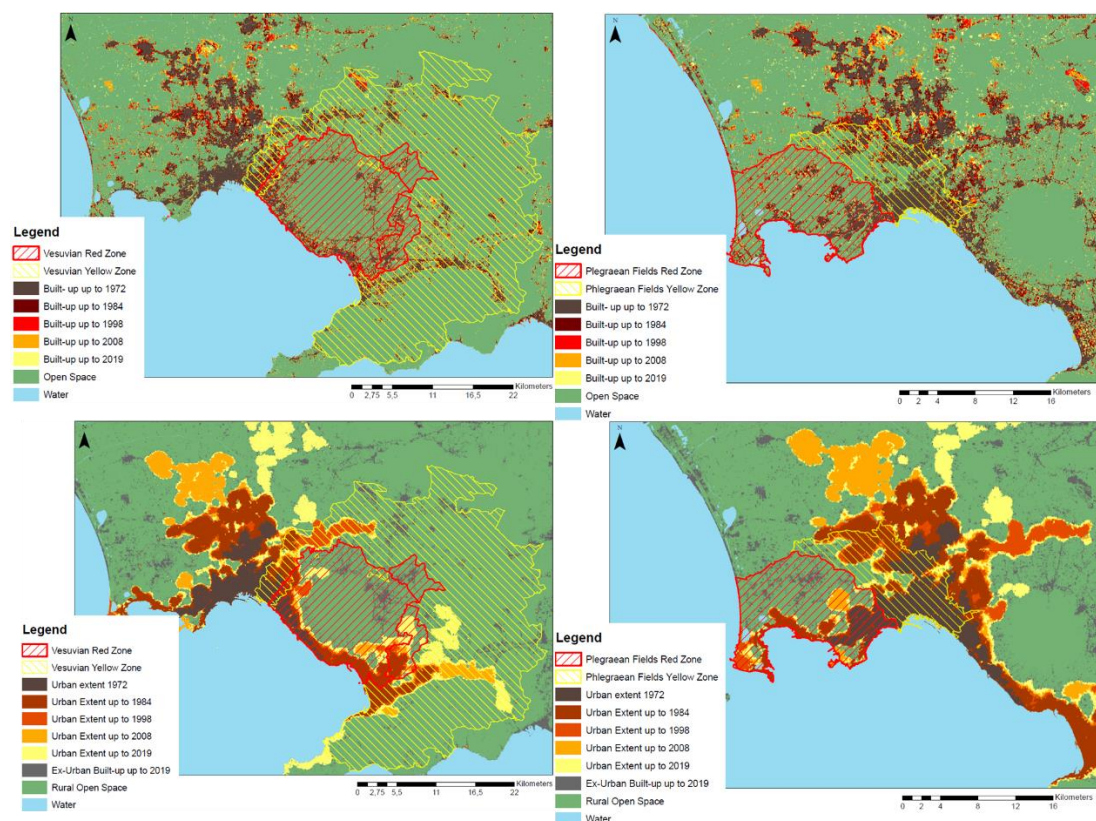 N
Legend
Vesuvian Red Zone
Vesuvian Yellow Zone
Built- up up to 1972
Built-up up to 1984
Built-up up to 1998
Built-up up to 2008
Built-up up to 2019
Open Space
Water
Kilometers
0 2,75 5,5 11 16,5 22
N
Legend
Plegraean Fields Red Zone
Phlegraean Fields Yellow Zone
Built- up up to 1972
Built-up up to 1984
Built-up up to 1998
Built-up up to 2008
Built-up up to 2019
Open Space
Water
Kilometers
0 2 4 8 12 16
N
Legend
Vesuvian Red Zone
Vesuvian Yellow Zone
Urban extent 1972
Urban Extent up to 1984
Urban Extent up to 1998
Urban Extent up to 2008
Urban Extent up to 2019
Ex-Urban Built-up up to 2019
Rural Open Space
Water
Kilometers
0 2,75 5,5 11 16,5 22
N
Legend
Plegraean Fields Red Zone
Phlegraean Fields Yellow Zone
Urban extent 1972
Urban Extent up to 1984
Urban Extent up to 1998
Urban Extent up to 2008
Urban Extent up to 2019
Ex-Urban Built-up up to 2019
Rural Open Space
Water
Kilometers
0 2 4 8 12 16